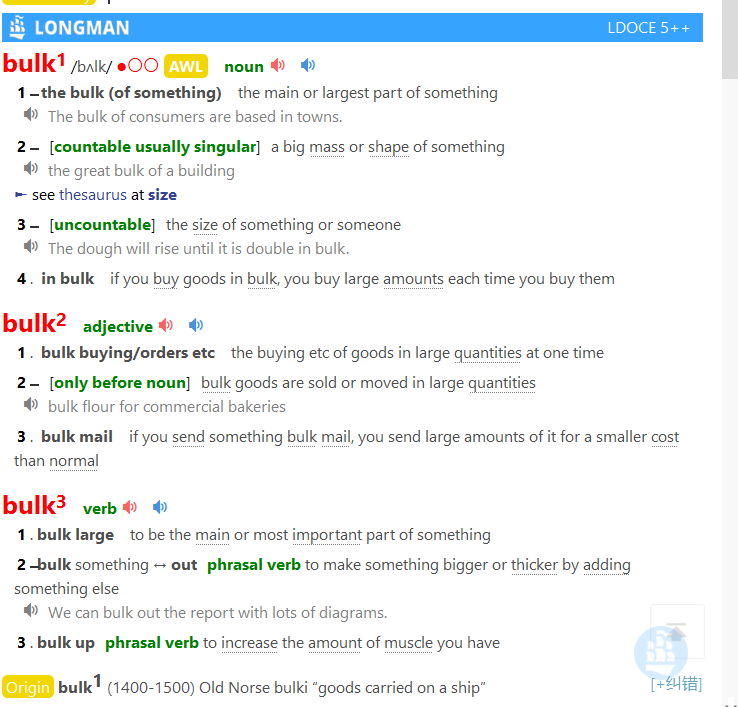 LONGMAN LDOCE 5++
bulk1 /bʌlk/ ●○○ AWL noun
1 – the bulk (of something) the main or largest part of something
The bulk of consumers are based in towns.
2 – [countable usually singular] a big mass or shape of something
the great bulk of a building
➸ see thesaurus at size
3 – [uncountable] the size of something or someone
The dough will rise until it is double in bulk.
4 . in bulk if you buy goods in bulk, you buy large amounts each time you buy them
bulk2 adjective
1 . bulk buying/orders etc the buying etc of goods in large quantities at one time
2 – [only before noun] bulk goods are sold or moved in large quantities
bulk flour for commercial bakeries
3 . bulk mail if you send something bulk mail, you send large amounts of it for a smaller cost
than normal
bulk3 verb
1 . bulk large to be the main or most important part of something
2 – bulk something ↔ out phrasal verb to make something bigger or thicker by adding
something else
We can bulk out the report with lots of diagrams.
3 . bulk up phrasal verb to increase the amount of muscle you have
Origin bulk1 (1400-1500) Old Norse bulki “goods carried on a ship”
[+纠错]